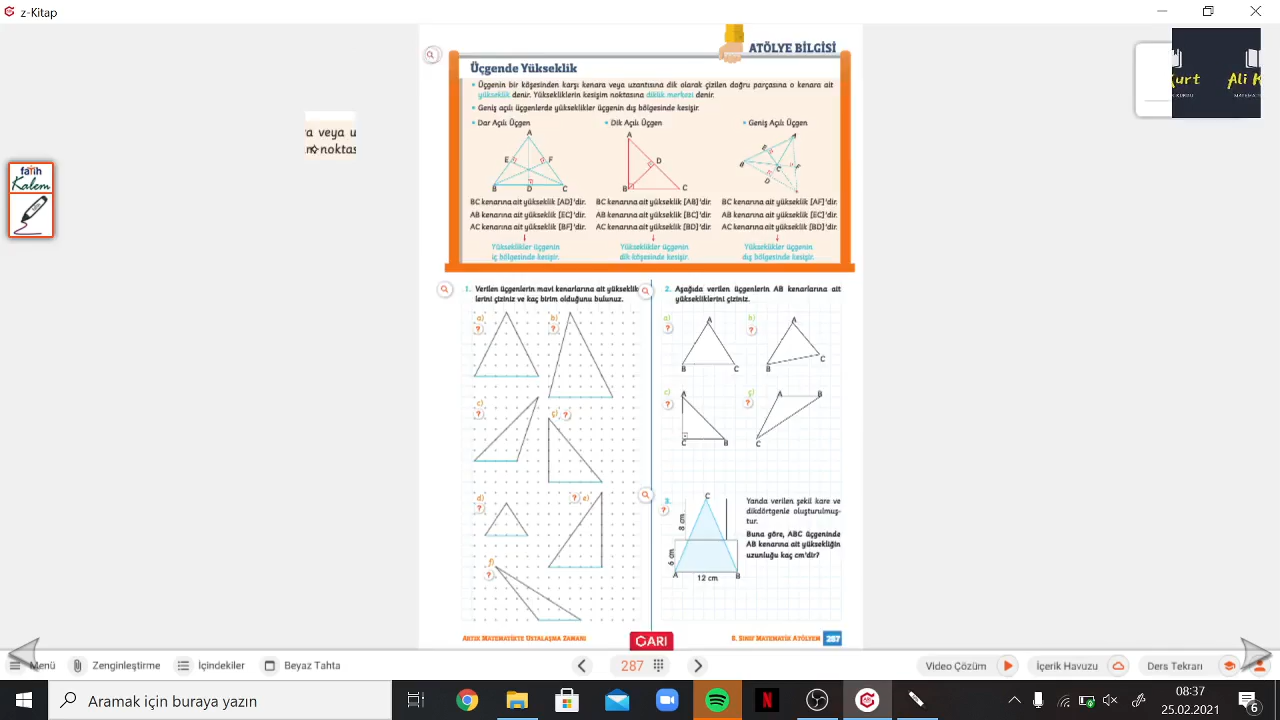 z-Kitap
ATÖLYE BİLGİSİ
Üçgende Yükseklik
• Üçgenin bir köşesinden karşı kenara veya uzantısına dik olarak çizilen doğru parçasına o kenara ait
yükseklik denir. Yüksekliklerin kesişim noktasına diklik merkezi denir.
• Geniş açılı üçgenlerde yükseklikler üçgenin dış bölgesinde kesişir.
ra veya u
noktas
fatih
Kalem
• Dar Açılı Üçgen
• Dik Açılı Üçgen
• Geniş Açılı Üçgen
A
E F
B D C
A
D
B C
A
E
B C F
D
BC kenarına ait yükseklik [AD]'dir.
AB kenarına ait yükseklik [EC]'dir.
AC kenarına ait yükseklik [BF]'dir.
Yükseklikler üçgenin
iç bölgesinde kesişir.
BC kenarına ait yükseklik [AB]'dir.
AB kenarına ait yükseklik [BC]'dir.
AC kenarına ait yükseklik [BD]'dir.
Yükseklikler üçgenin
dik köşesinde kesişir.
BC kenarına ait yükseklik [AF]'dir.
AB kenarına ait yükseklik [EC]'dir.
AC kenarına ait yükseklik [BD]'dir.
Yükseklikler üçgenin
dış bölgesinde kesişir.
1. Verilen üçgenlerin mavi kenarlarına ait yükseklik
lerini çiziniz ve kaç birim olduğunu bulunuz.
a) b)
? ?
c) ç) ?
?
d) ? e)
?
f)
?
2. Aşağıda verilen üçgenlerin AB kenarlarına ait
yüksekliklerini çiziniz.
a) A b) A
? ?
B C B C
c) A ç) A B
? ?
C B C
3. C
?
8 cm
6 cm
A B
12 cm
Yanda verilen şekil kare ve
dikdörtgenle oluşturulmuş-
tur.
Buna göre, ABC üçgeninde
AB kenarına ait yüksekliğin
uzunluğu kaç cm'dir?
ARTIK MATEMATİKTE USTALAŞMA ZAMANI
GARI
8. SINIF MATEMATİK ATÖLYEM 287
Zenginleştirme
İçindekiler
Beyaz Tahta
287
Video Çözüm
İçerik Havuzu
Ders Tekrarı
Aramak için buraya yazın
08:37
25.02.2021